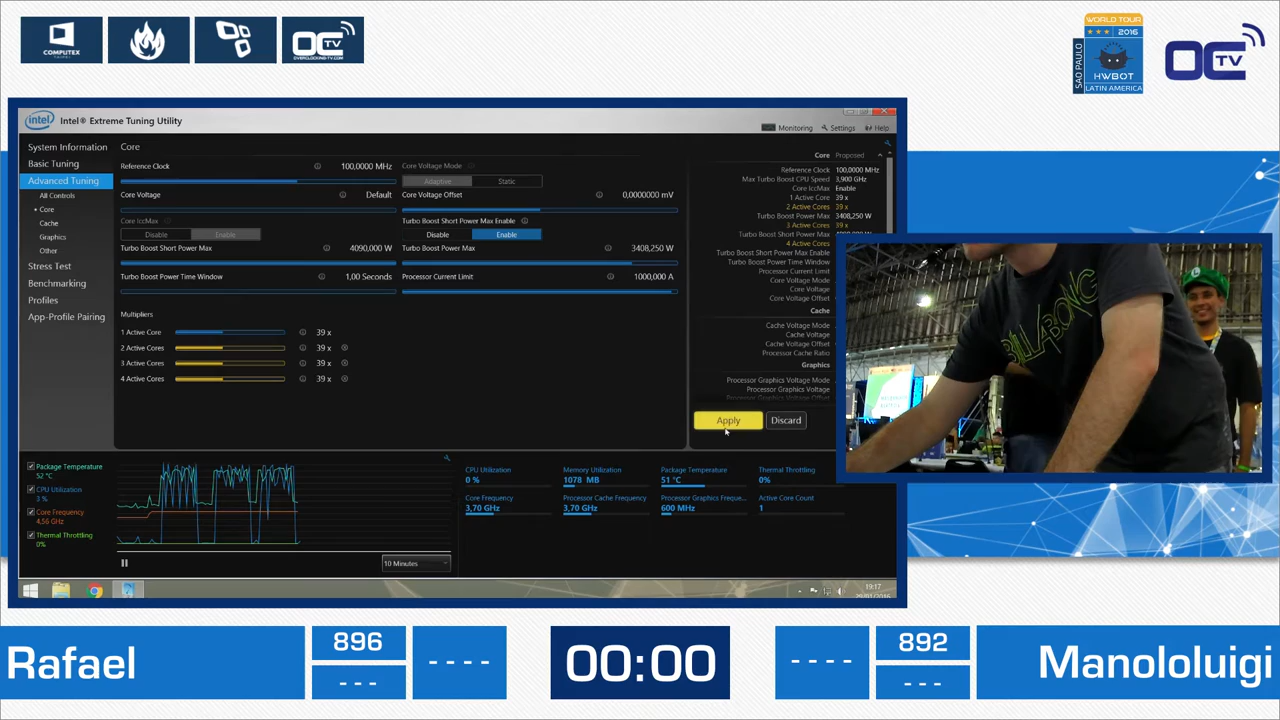 COMPUTEX
OC TV
OVERCLOCKING-TV.COM
WORLD TOUR
2016
SAO PAULO
HWBOT
LATIN AMERICA
OC TV
intel Intel® Extreme Tuning Utility
Monitoring Settings Help
System Information
Basic Tuning
Advanced Tuning
All Controls
Core
Cache
Graphics
Other
Stress Test
Benchmarking
Profiles
App-Profile Pairing
Core
Reference Clock 100,0000 MHz
Core Voltage Default
Core IccMax
Disable Enable
Turbo Boost Short Power Max 4090,000 W
Turbo Boost Power Time Window 1,00 Seconds
Core Voltage Mode
Adaptive Static
Core Voltage Offset 0,0000000 mV
Turbo Boost Short Power Max Enable
Disable Enable
Turbo Boost Power Max 3408,250 W
Processor Current Limit 1000,000 A
Multipliers
1 Active Core 39 x
2 Active Cores 39 x
3 Active Cores 39 x
4 Active Cores 39 x
Core Proposed
Reference Clock 100,0000 MHz
Max Turbo Boost CPU Speed 3,900 GHz
Core IccMax Enable
1 Active Core 39 x
2 Active Cores 39 x
Turbo Boost Power Max 3408,250 W
3 Active Cores 39 x
Turbo Boost Short Power Max
4 Active Cores
Turbo Boost Short Power Max Enable
Turbo Boost Power Time Window
Processor Current Limit
Core Voltage Mode
Core Voltage
Core Voltage Offset
Cache
Cache Voltage Mode
Cache Voltage
Cache Voltage Offset
Processor Cache Ratio
Graphics
Processor Graphics Voltage Mode
Processor Graphics Voltage
Processor Graphics Voltage Offset
Apply Discard
Package Temperature
52 °C
CPU Utilization
3 %
Core Frequency
4,56 GHz
Thermal Throttling
0%
10 Minutes
CPU Utilization
0 %
Memory Utilization
1078 MB
Package Temperature
51 °C
Thermal Throttling
0%
Core Frequency
3,70 GHz
Processor Cache Frequency
3,70 GHz
Processor Graphics Freque...
600 MHz
Active Core Count
1
19:17
BILLABONG
L
Rafael
896
- - -
- - - -
00:00
- - - -
892
- - -
Manololuigi